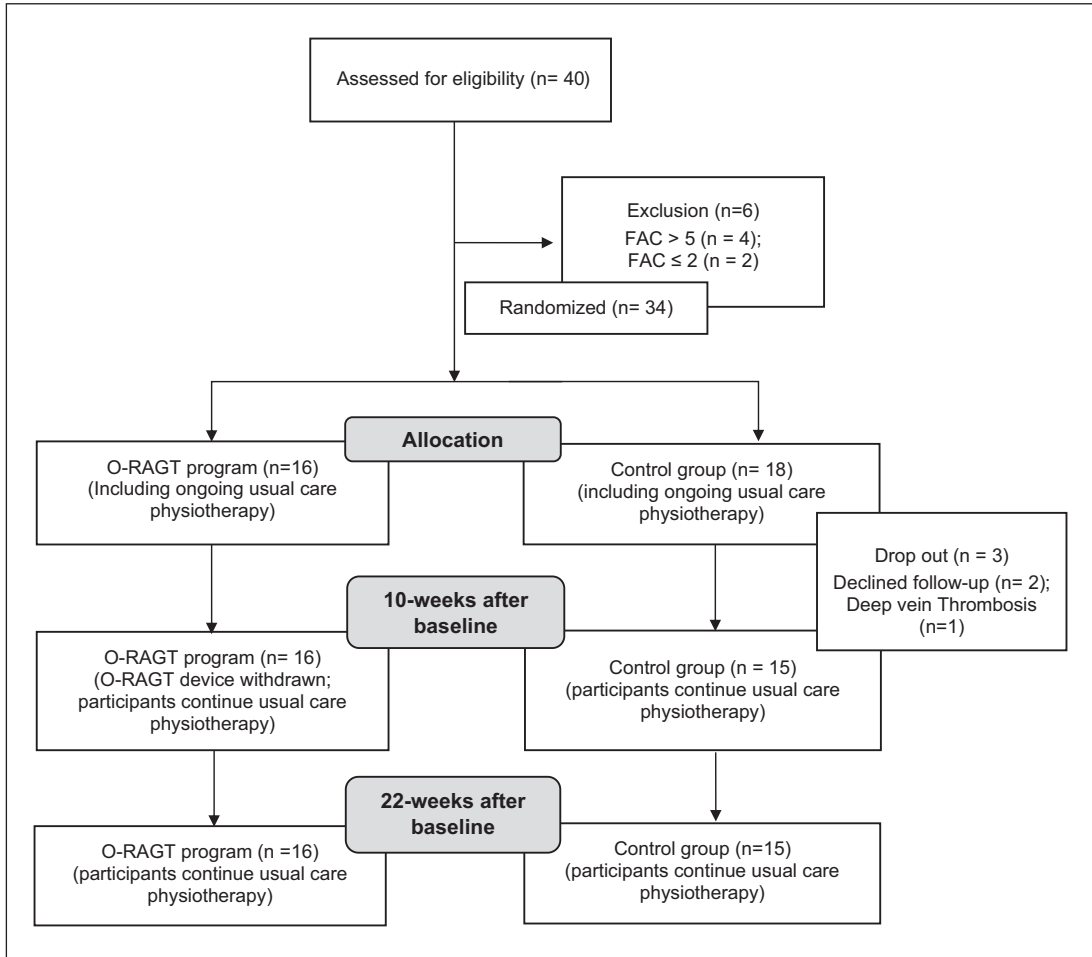 Assessed for eligibility (n= 40)
Exclusion (n=6)
FAC > 5 (n = 4);
FAC ≤ 2 (n = 2)
Randomized (n= 34)
Allocation
O-RAGT program (n=16)
(Including ongoing usual care
physiotherapy)
Control group (n= 18)
(including ongoing usual care
physiotherapy)
Drop out (n = 3)
Declined follow-up (n= 2);
Deep vein Thrombosis
(n=1)
10-weeks after
baseline
O-RAGT program (n= 16)
(O-RAGT device withdrawn;
participants continue usual care
physiotherapy)
Control group (n = 15)
(participants continue usual care
physiotherapy)
22-weeks after
baseline
O-RAGT program (n =16)
(participants continue usual care
physiotherapy)
Control group (n=15)
(participants continue usual care
physiotherapy)